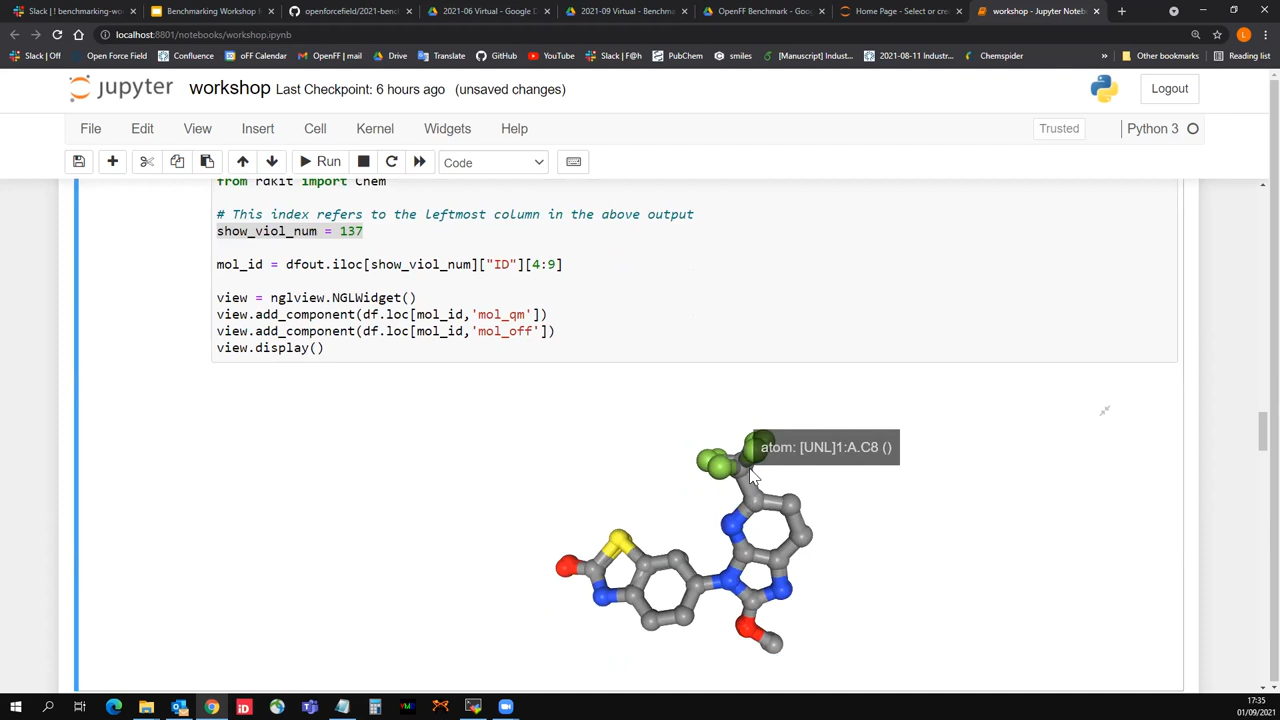 Slack | ! benchmarking-wo
Benchmarking Workshop F
openforcefield/2021-bench
2021-06 Virtual - Google D
2021-09 Virtual - Benchma
OpenFF Benchmark - Goog
Home Page - Select or cre
workshop - Jupyter Noteb
localhost:8801/notebooks/workshop.ipynb
Slack | Off
Open Force Field
Confluence
oFF Calendar
OpenFF | mail
Drive
Translate
GitHub
YouTube
Slack | F@h
PubChem
smiles
[Manuscript] Indust...
2021-08-11 Industr...
Chemspider
»
Other bookmarks
Reading list
jupyter workshop Last Checkpoint: 6 hours ago (unsaved changes)
Logout
File Edit View Insert Cell Kernel Widgets Help
Trusted
Python 3
Run
Code
from rdkit import Chem
# This index refers to the leftmost column in the above output
show_viol_num = 137
mol_id = dfout.iloc[show_viol_num]["ID"][4:9]
view = nglview.NGLWidget()
view.add_component(df.loc[mol_id,'mol_qm'])
view.add_component(df.loc[mol_id,'mol_off'])
view.display()
atom: [UNL]1:A.C8 ()
17:35
01/09/2021